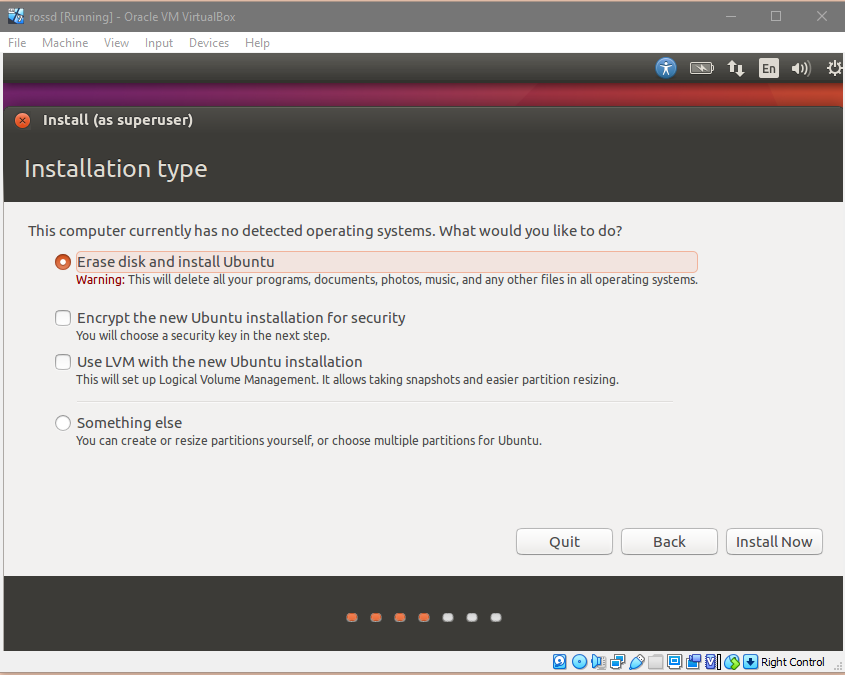 rossd [Running] - Oracle VM VirtualBox
File Machine View Input Devices Help
En
Install (as superuser)
Installation type
This computer currently has no detected operating systems. What would you like to do?
Erase disk and install Ubuntu
Warning: This will delete all your programs, documents, photos, music, and any other files in all operating systems.
Encrypt the new Ubuntu installation for security
You will choose a security key in the next step.
Use LVM with the new Ubuntu installation
This will set up Logical Volume Management. It allows taking snapshots and easier partition resizing.
Something else
You can create or resize partitions yourself, or choose multiple partitions for Ubuntu.
Quit Back Install Now
Right Control